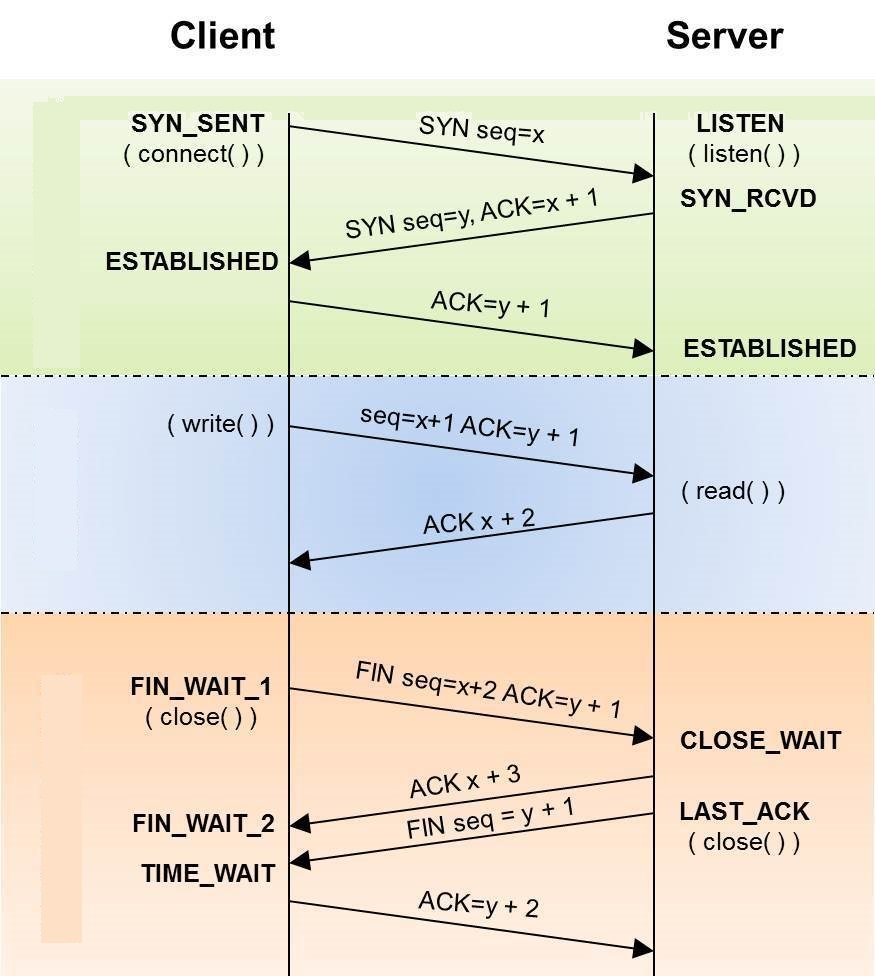 Client
Server
SYN_SENT
( connect( ) )
SYN seq=x
LISTEN
( listen( ) )
SYN_RCVD
SYN seq=y, ACK=x + 1
ESTABLISHED
ACK=y + 1
ESTABLISHED
( write( ) )
seq=x+1 ACK=y + 1
( read( ) )
ACK x + 2
FIN_WAIT_1
( close( ) )
FIN seq=x+2 ACK=y + 1
CLOSE_WAIT
ACK x + 3
FIN_WAIT_2
FIN seq = y + 1
LAST_ACK
( close( ) )
TIME_WAIT
ACK=y + 2